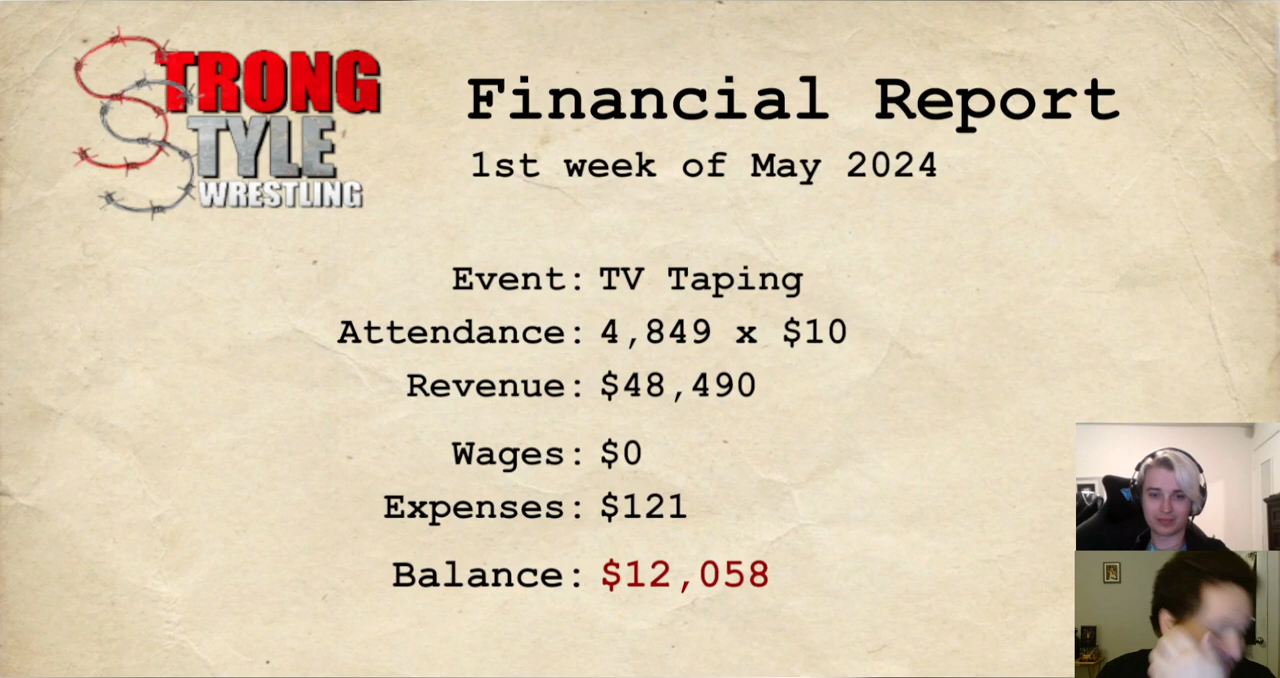 STRONG
STYLE
WRESTLING
Financial Report
1st week of May 2024
Event: TV Taping
Attendance: 4,849 x $10
Revenue: $48,490
Wages: $0
Expenses: $121
Balance: $12,058